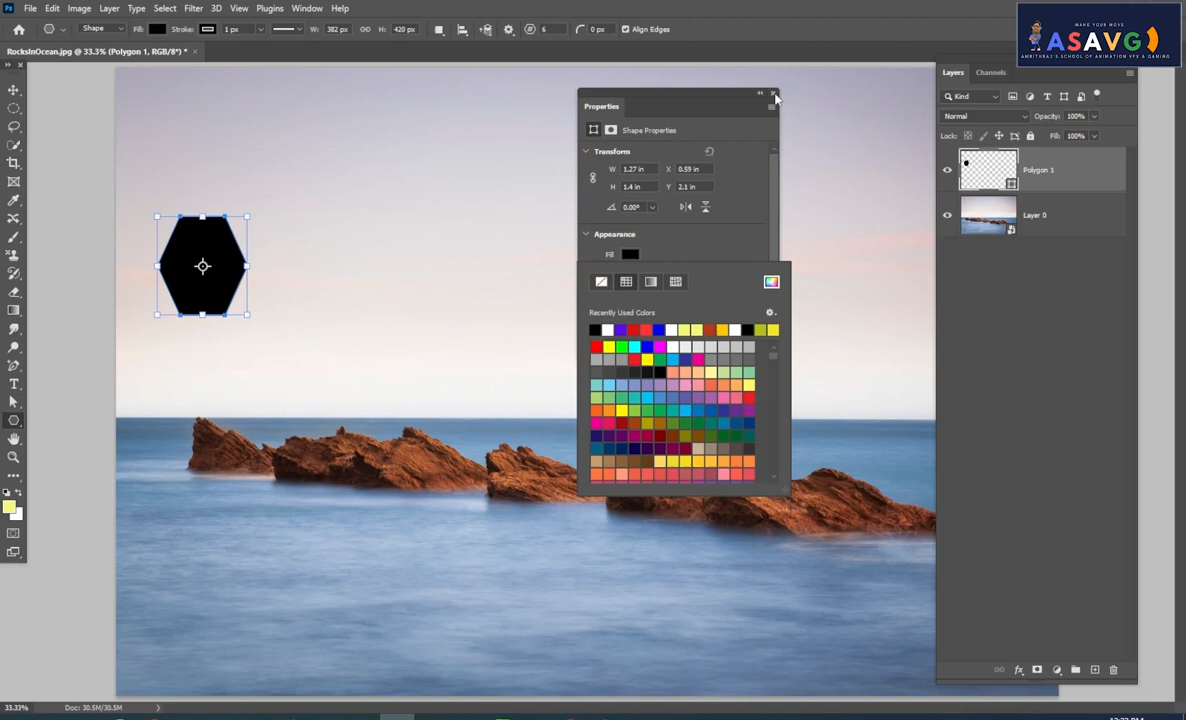 File Edit Image Layer Type Select Filter 3D View Plugins Window Help
Shape Fill: Stroke: 1 px W: 382 px H: 420 px 6 0 px Align Edges
MAKE YOUR MOVE
ASAVG
AMBITHRAJ'S SCHOOL OF ANIMATION VFX & GAMING
RocksInOcean.jpg @ 33.3% (Polygon 1, RGB/8*) *
Layers Channels
Kind
Normal Opacity: 100%
Lock: Fill: 100%
Polygon 1
Layer 0
Properties
Shape Properties
Transform
W 1.27 in X 0.59 in
H 1.4 in Y 2.1 in
0.00°
Appearance
Fill
Recently Used Colors
fx
33.33% Doc: 30.5M/30.5M